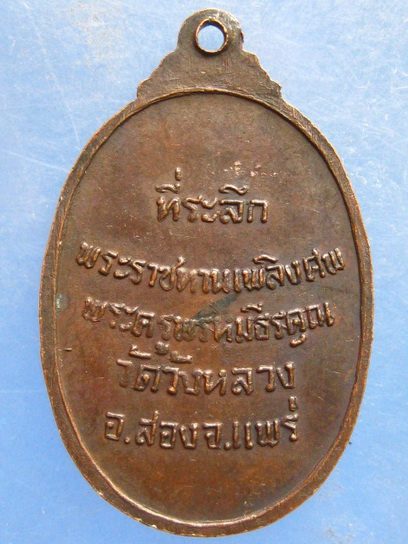 ที่ระลึก
พระราชทานเพลิงศพ
พระครูพรหมธีรคุณ
วัดวังหลวง
อ.สองจ.แพร่